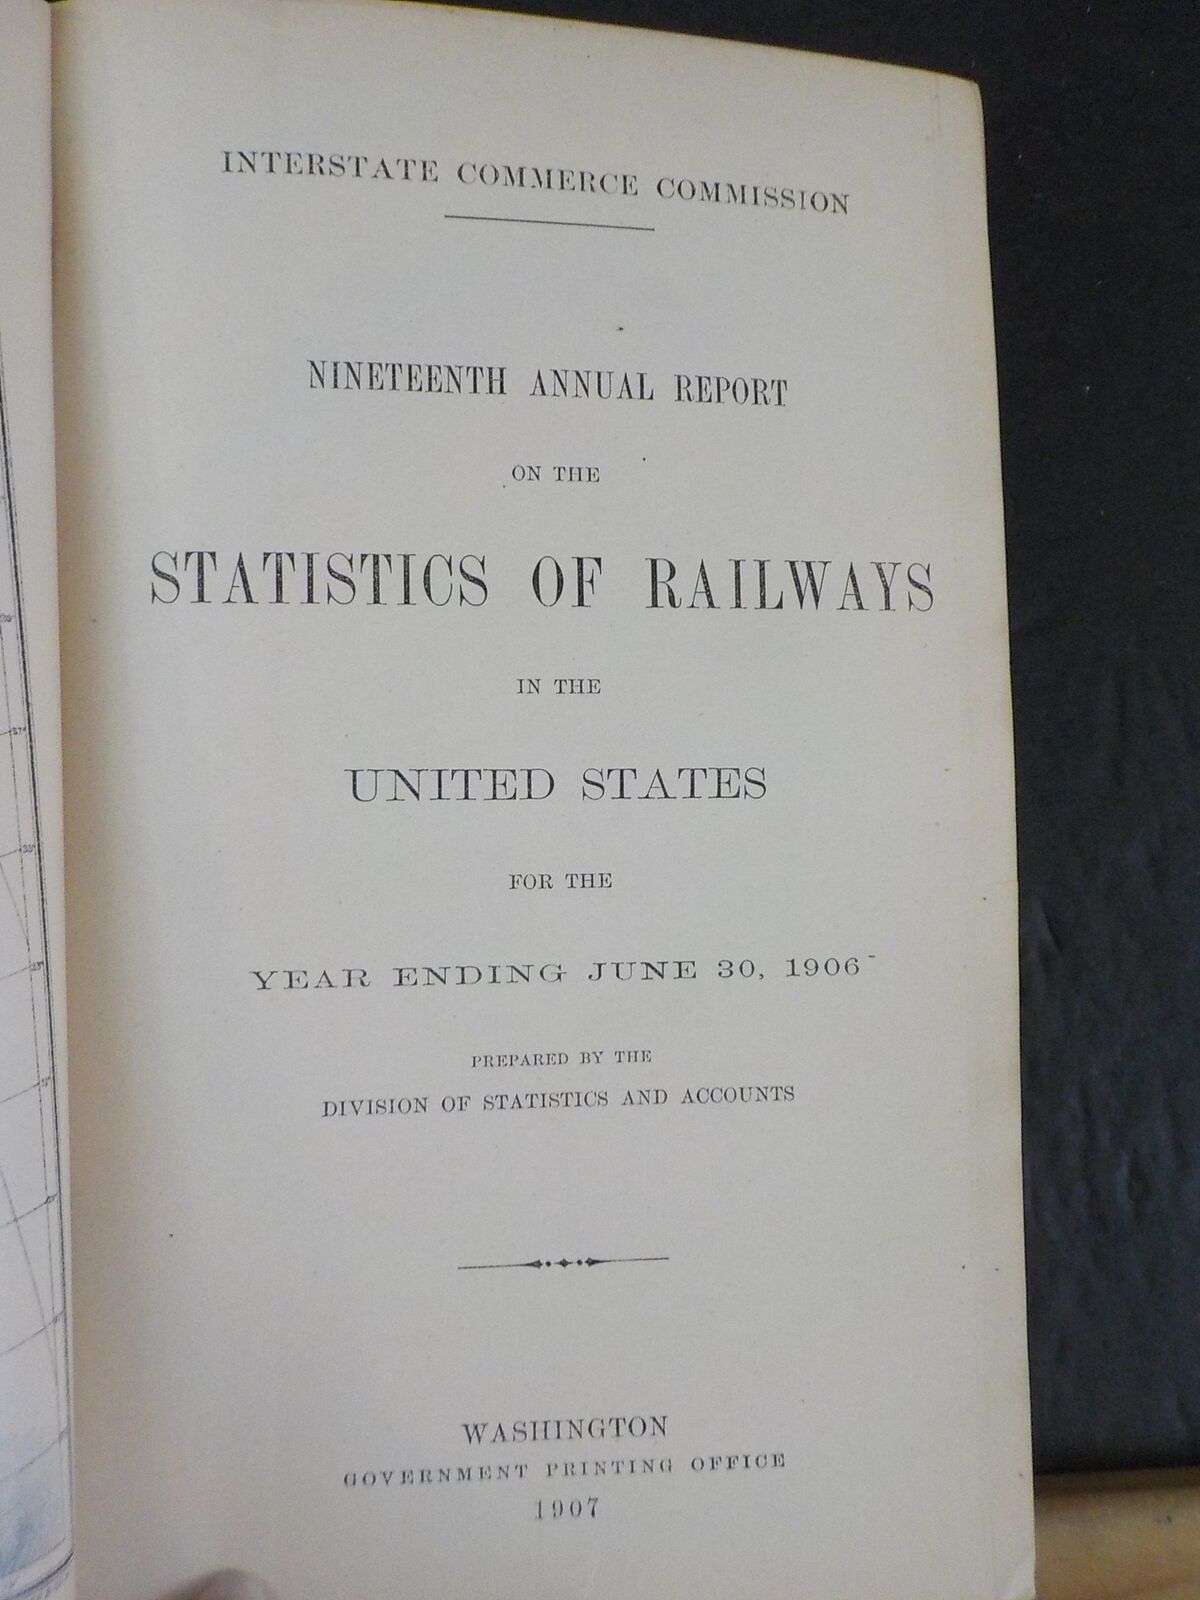 INTERSTATE COMMERCE COMMISSION
NINETEENTH ANNUAL REPORT
ON THE
STATISTICS OF RAILWAYS
IN THE
UNITED STATES
FOR THE
YEAR ENDING JUNE 30, 1906
PREPARED BY THE
DIVISION OF STATISTICS AND ACCOUNTS
WASHINGTON
GOVERNMENT PRINTING OFFICE
1907